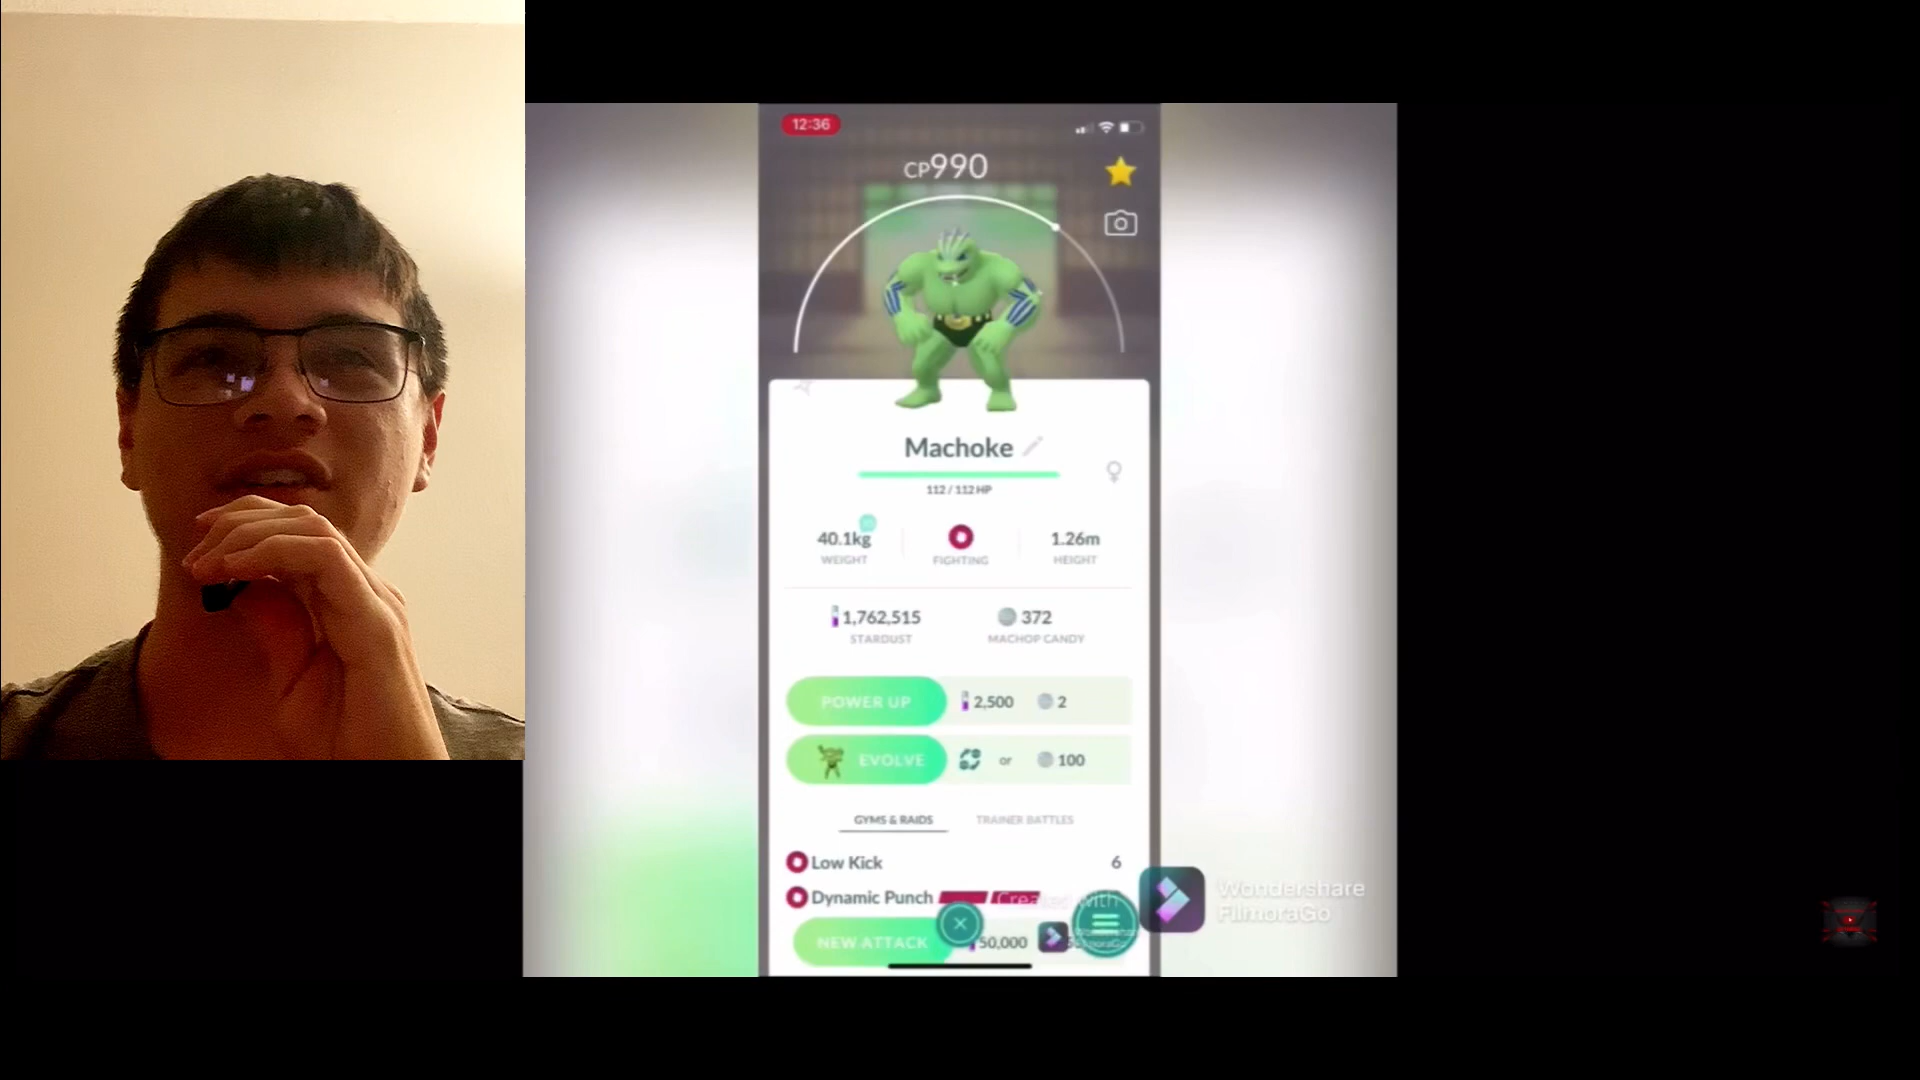 12:36
CP990
Machoke
112 / 112 HP
40.1kg
WEIGHT
FIGHTING
1.26m
HEIGHT
1,762,515
STARDUST
372
MACHOP CANDY
POWER UP
2,500
2
EVOLVE
or
100
GYMS & RAIDS
TRAINER BATTLES
Low Kick
6
Dynamic Punch
Created with
Wondershare
FilmoraGo
NEW ATTACK
50,000